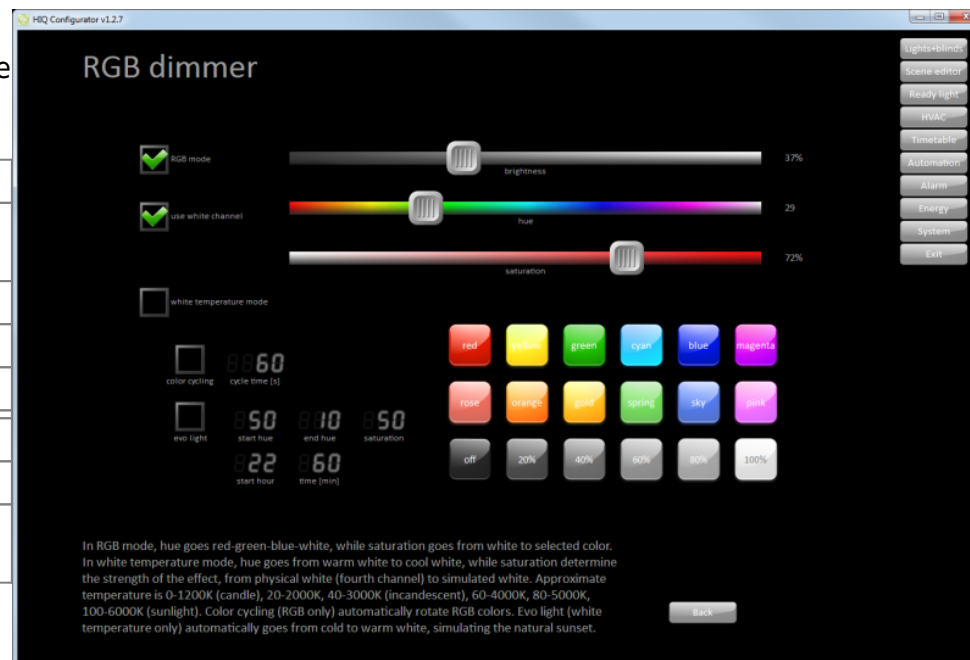 HIQ Configurator v1.2.7
e
RGB dimmer
Lights+blinds
Scene editor
Ready light
HVAC
Timetable
Automation
Alarm
Energy
System
Exit
RGB mode
brightness
37%
use white channel
hue
29
saturation
72%
white temperature mode
color cycling
60
cycle time [s]
red
yellow
green
cyan
blue
magenta
evo light
50
start hue
10
end hue
50
saturation
rose
orange
gold
spring
sky
pink
22
start hour
60
time [min]
off
20%
40%
60%
80%
100%
In RGB mode, hue goes red-green-blue-white, while saturation goes from white to selected color.
In white temperature mode, hue goes from warm white to cool white, while saturation determine
the strength of the effect, from physical white (fourth channel) to simulated white. Approximate
temperature is 0-1200K (candle), 20-2000K, 40-3000K (incandescent), 60-4000K, 80-5000K,
100-6000K (sunlight). Color cycling (RGB only) automatically rotate RGB colors. Evo light (white
temperature only) automatically goes from cold to warm white, simulating the natural sunset.
Back